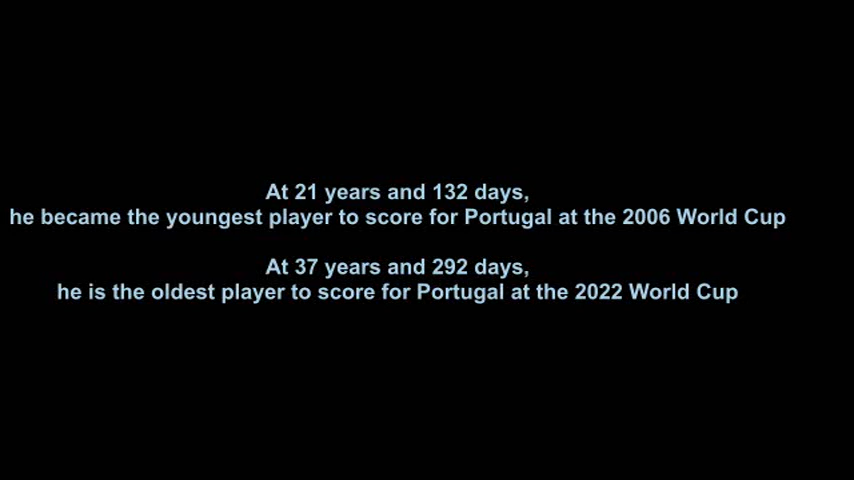 At 21 years and 132 days,
he became the youngest player to score for Portugal at the 2006 World Cup
At 37 years and 292 days,
he is the oldest player to score for Portugal at the 2022 World Cup